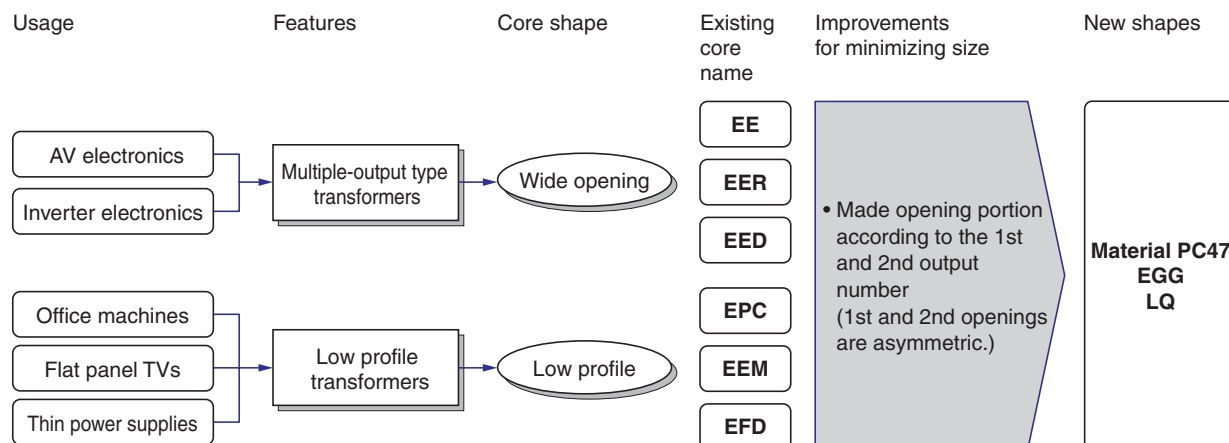 Usage
Features
Core shape
Existing
core
name
Improvements
for minimizing size
New shapes
AV electronics
Inverter electronics
Multiple-output type
transformers
Wide opening
EE
EER
EED
Office machines
Flat panel TVs
Thin power supplies
Low profile
transformers
Low profile
EPC
EEM
EFD
• Made opening portion
according to the 1st
and 2nd output
number
(1st and 2nd openings
are asymmetric.)
Material PC47
EGG
LQ